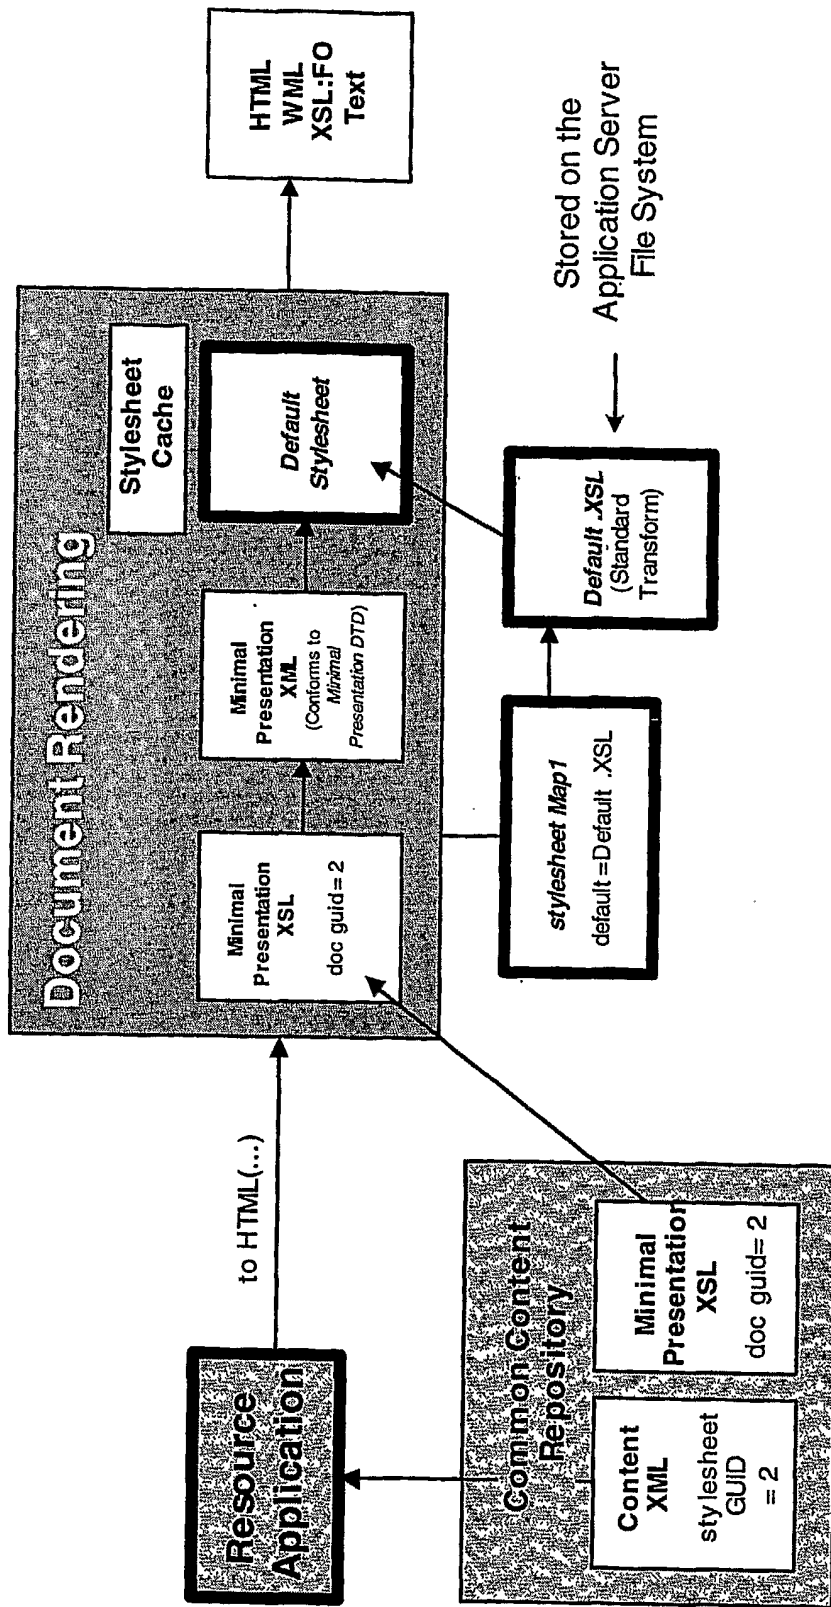 Document Rendering
Stylesheet
Cache
HTML
WML
XSL:FO
Text
Resource
Application
to HTML(...)
Minimal
Presentation
XSL
doc guid= 2
Minimal
Presentation
XML
(Conforms to
Minimal
Presentation DTD)
Default
Stylesheet
Common Content
Repository
Content
XML
stylesheet
GUID
= 2
Minimal
Presentation
XSL
doc guid= 2
stylesheet Map1
default =Default .XSL
Default .XSL
(Standard
Transform)
Stored on the
Application Server
File System